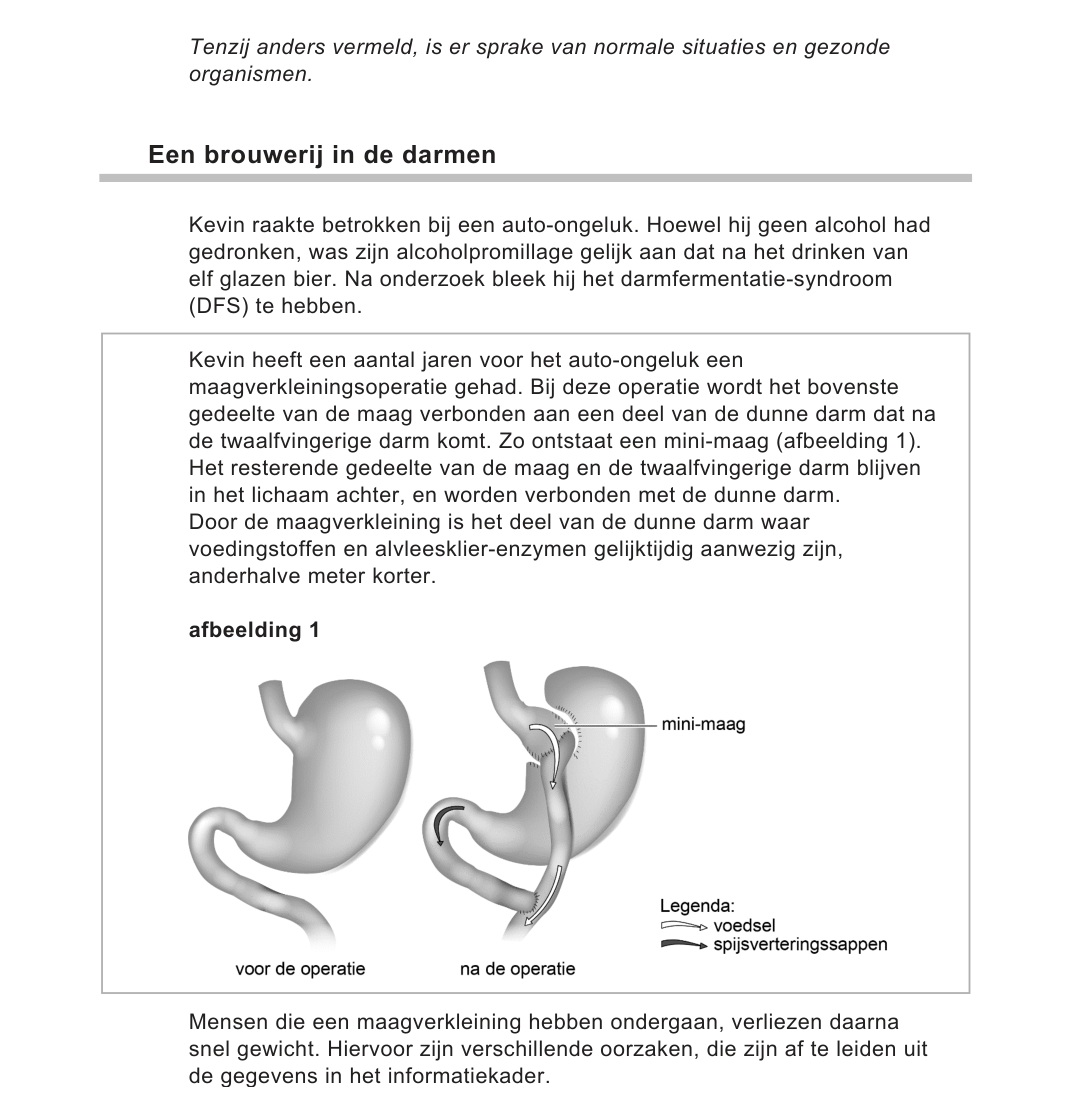 Tenzij anders vermeld, is er sprake van normale situaties en gezonde
organismen.
Een brouwerij in de darmen
Kevin raakte betrokken bij een auto-ongeluk. Hoewel hij geen alcohol had
gedronken, was zijn alcoholpromillage gelijk aan dat na het drinken van
elf glazen bier. Na onderzoek bleek hij het darmfermentatie-syndroom
(DFS) te hebben.
Kevin heeft een aantal jaren voor het auto-ongeluk een
maagverkleiningsoperatie gehad. Bij deze operatie wordt het bovenste
gedeelte van de maag verbonden aan een deel van de dunne darm dat na
de twaalfvingerige darm komt. Zo ontstaat een mini-maag (afbeelding 1).
Het resterende gedeelte van de maag en de twaalfvingerige darm blijven
in het lichaam achter, en worden verbonden met de dunne darm.
Door de maagverkleining is het deel van de dunne darm waar
voedingstoffen en alvleesklier-enzymen gelijktijdig aanwezig zijn,
anderhalve meter korter.
afbeelding 1
mini-maag
Legenda:
voedsel
spijsverteringssappen
voor de operatie
na de operatie
Mensen die een maagverkleining hebben ondergaan, verliezen daarna
snel gewicht. Hiervoor zijn verschillende oorzaken, die zijn af te leiden uit
de gegevens in het informatiekader.